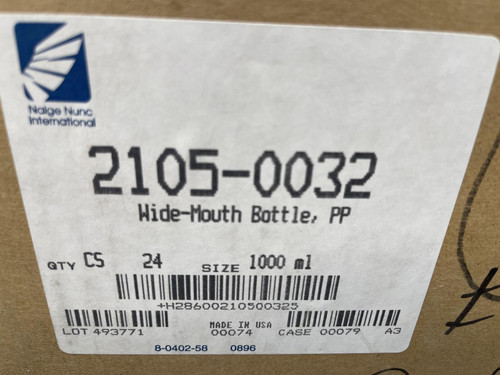 Nalge Nunc
International
2105-0032
Wide-Mouth Bottle, PP
QTY CS 24 SIZE 1000 ml
+H28600210500325
MADE IN USA
LOT 493771 00074 CASE 00079 A3
8-0402-58 0896